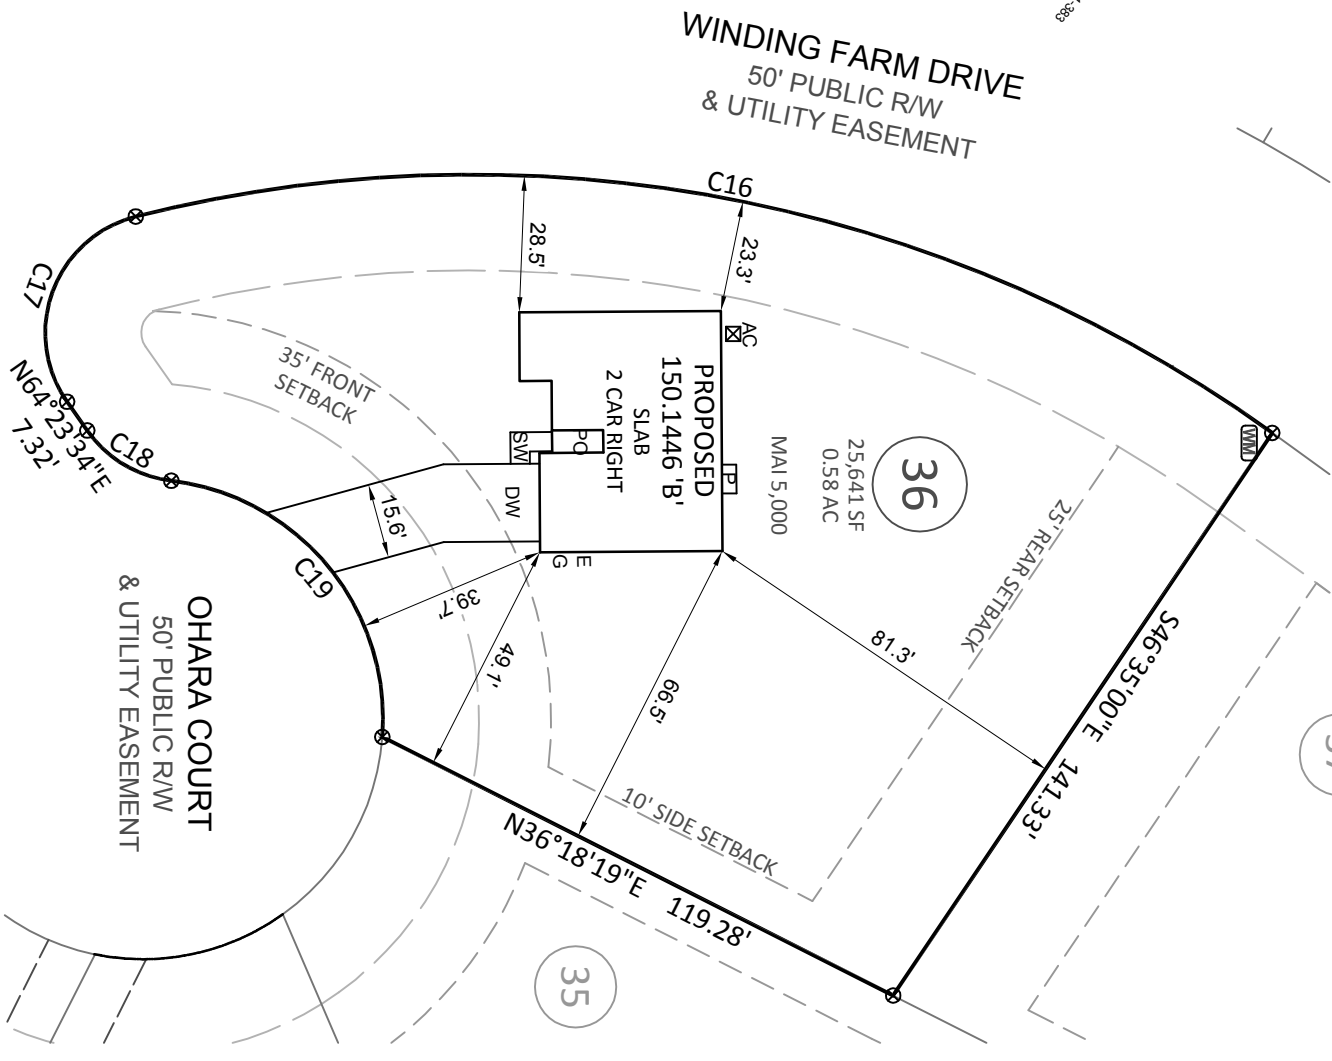 WINDING FARM DRIVE
50' PUBLIC R/W
& UTILITY EASEMENT
C16
28.5'
23.3'
AC
C17
35' FRONT
SETBACK
PROPOSED
150.1446 'B'
SLAB
2 CAR RIGHT
36
25,641 SF
0.58 AC
MAI 5,000
WM
N64°23'34"E
7.32'
C18
PO
SW
P
DW
15.6'
E
G
25' REAR SETBACK
C19
39.7'
49.1'
66.5'
81.3'
S46°35'00"E 141.33'
OHARA COURT
50' PUBLIC R/W
& UTILITY EASEMENT
10' SIDE SETBACK
N36°18'19"E 119.28'
35